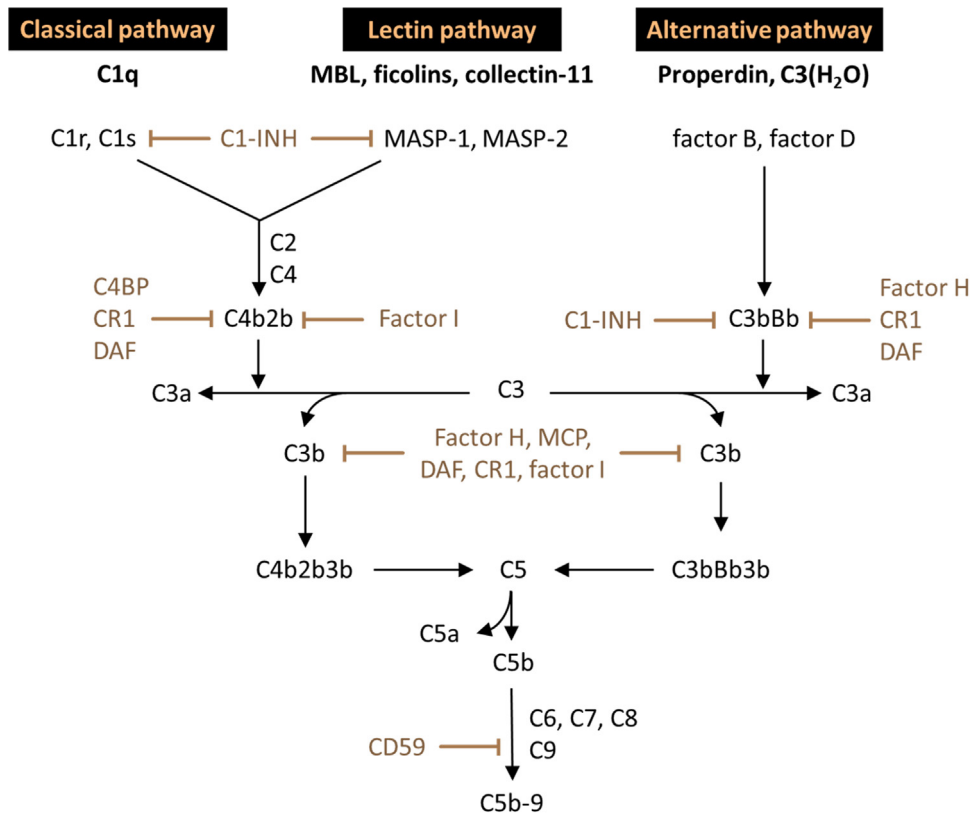 Classical pathway
Lectin pathway
Alternative pathway
C1q
MBL, ficolins, collectin-11
Properdin, C3(H₂O)
C1r, C1s
C1-INH
MASP-1, MASP-2
factor B, factor D
C2
C4
C4BP
CR1
DAF
C4b2b
Factor I
C1-INH
C3bBb
Factor H
CR1
DAF
C3a
C3
C3a
C3b
Factor H, MCP,
DAF, CR1, factor I
C3b
C4b2b3b
C5
C3bBb3b
C5a
C5b
C6, C7, C8
C9
CD59
C5b-9